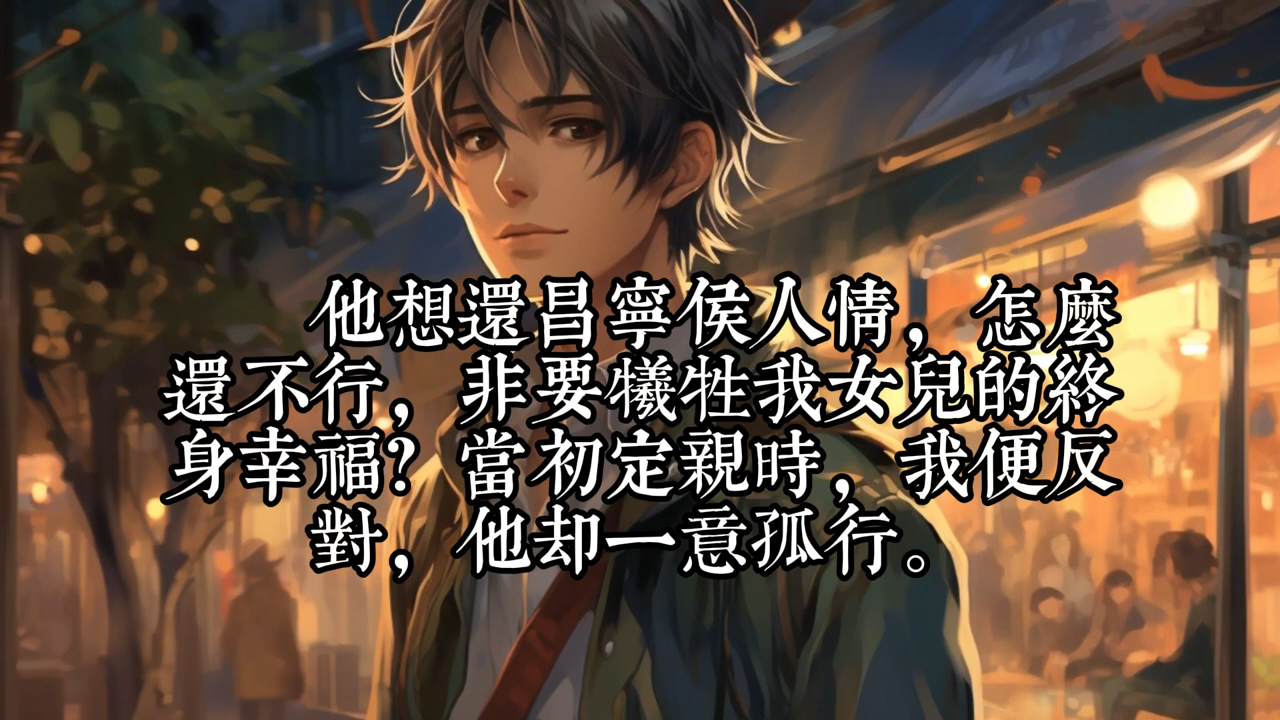 他想還昌寧侯人情，怎麼
還不行，非要犧牲我女兒的終
身幸福？當初定親時，我便反
對，他却一意孤行。